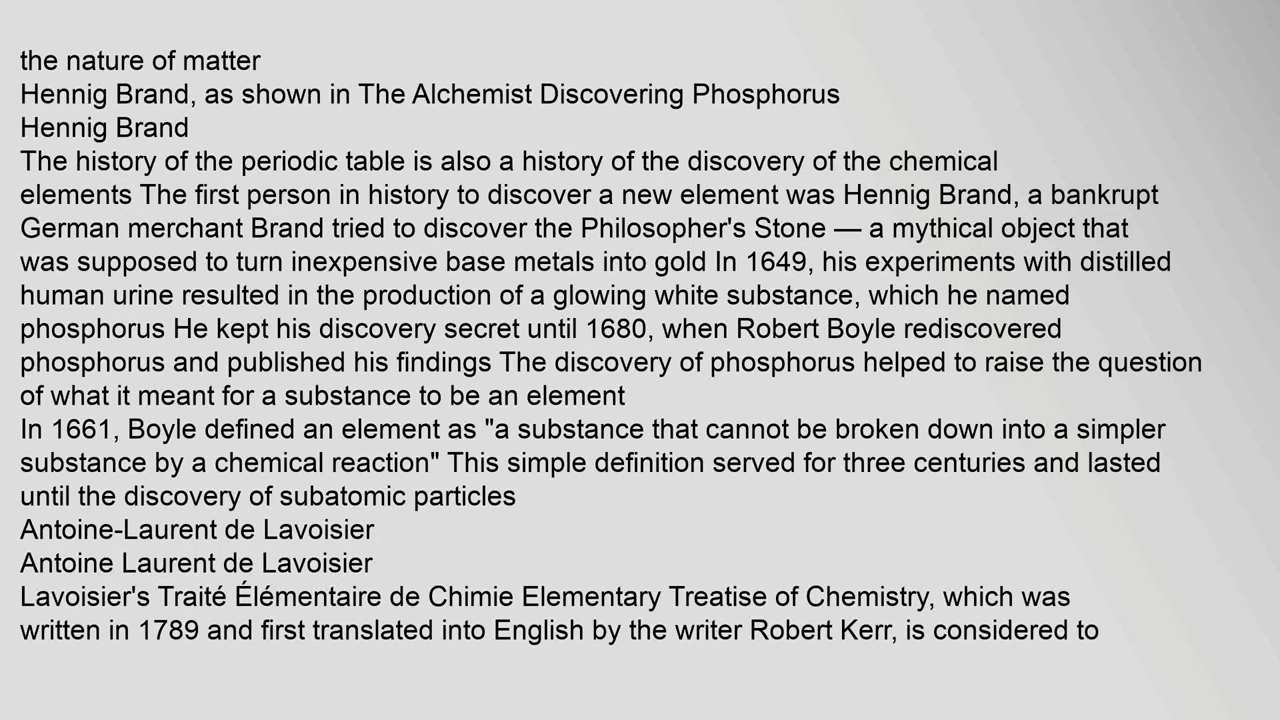 the nature of matter
Hennig Brand, as shown in The Alchemist Discovering Phosphorus
Hennig Brand
The history of the periodic table is also a history of the discovery of the chemical
elements The first person in history to discover a new element was Hennig Brand, a bankrupt
German merchant Brand tried to discover the Philosopher's Stone — a mythical object that
was supposed to turn inexpensive base metals into gold In 1649, his experiments with distilled
human urine resulted in the production of a glowing white substance, which he named
phosphorus He kept his discovery secret until 1680, when Robert Boyle rediscovered
phosphorus and published his findings The discovery of phosphorus helped to raise the question
of what it meant for a substance to be an element
In 1661, Boyle defined an element as "a substance that cannot be broken down into a simpler
substance by a chemical reaction" This simple definition served for three centuries and lasted
until the discovery of subatomic particles
Antoine-Laurent de Lavoisier
Antoine Laurent de Lavoisier
Lavoisier's Traité Élémentaire de Chimie Elementary Treatise of Chemistry, which was
written in 1789 and first translated into English by the writer Robert Kerr, is considered to